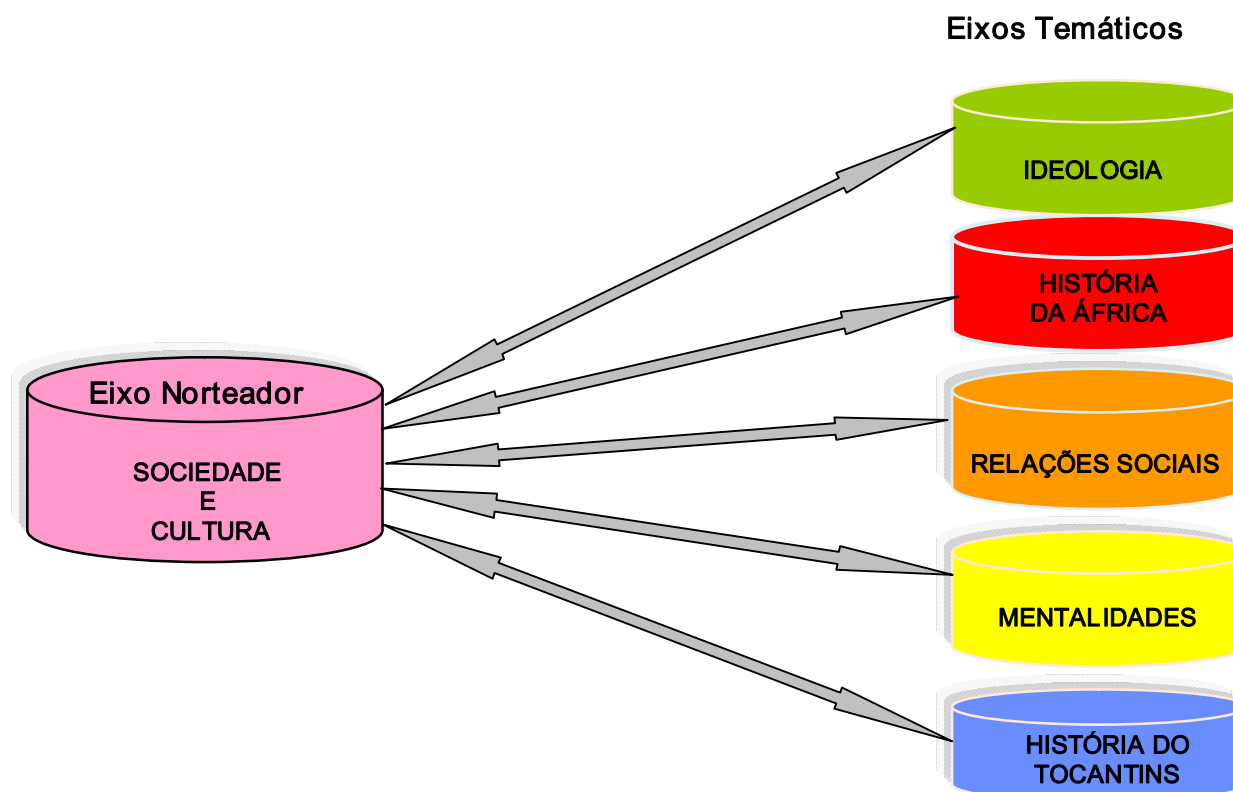 Eixos Temáticos
IDEOLOGIA
HISTÓRIA
DA ÁFRICA
Eixo Norteador
SOCIEDADE
E
CULTURA
RELAÇÕES SOCIAIS
MENTALIDADES
HISTÓRIA DO
TOCANTINS